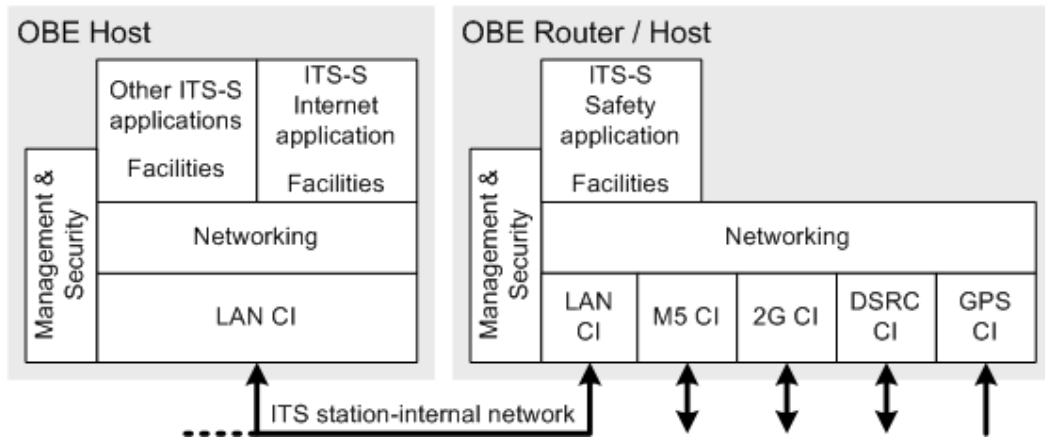 OBE Host
Other ITS-S
applications
Facilities
ITS-S
Internet
application
Facilities
Management &
Security
Networking
LAN CI
OBE Router / Host
ITS-S
Safety
application
Facilities
Management &
Security
Networking
LAN
CI
M5 CI
2G CI
DSRC
CI
GPS
CI
ITS station-internal network